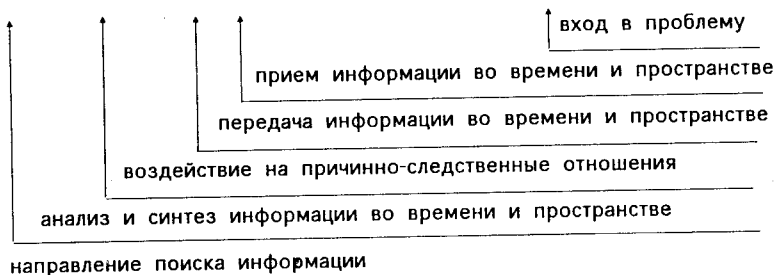 вход в проблему
прием информации во времени и пространстве
передача информации во времени и пространстве
воздействие на причинно-следственные отношения
анализ и синтез информации во времени и пространстве
направление поиска информации